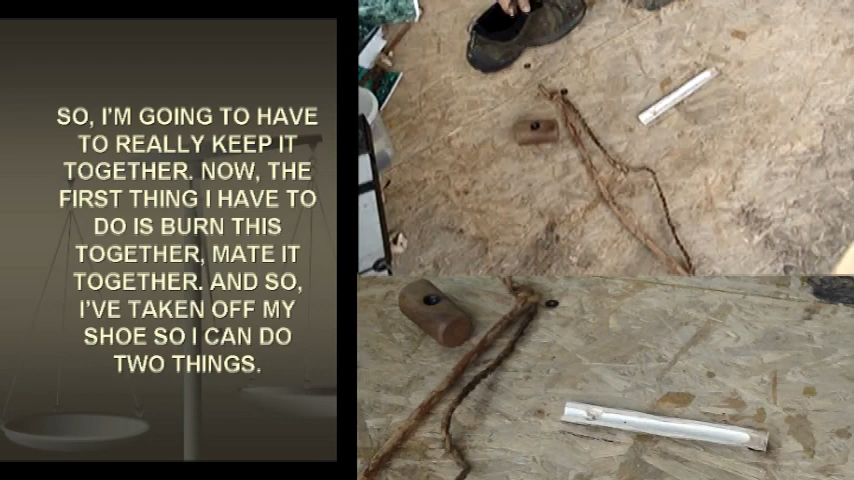 SO, I'M GOING TO HAVE
TO REALLY KEEP IT
TOGETHER. NOW, THE
FIRST THING I HAVE TO
DO IS BURN THIS
TOGETHER, MATE IT
TOGETHER. AND SO,
I'VE TAKEN OFF MY
SHOE SO I CAN DO
TWO THINGS.